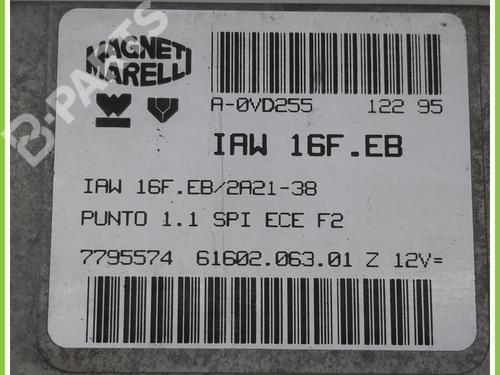 MAGNETI
MARELLI
A-0VD255 122 95
IAW 16F.EB
IAW 16F.EB/2A21-38
PUNTO 1.1 SPI ECE F2
7795574 61602.063.01 Z 12V=
B-PARTS